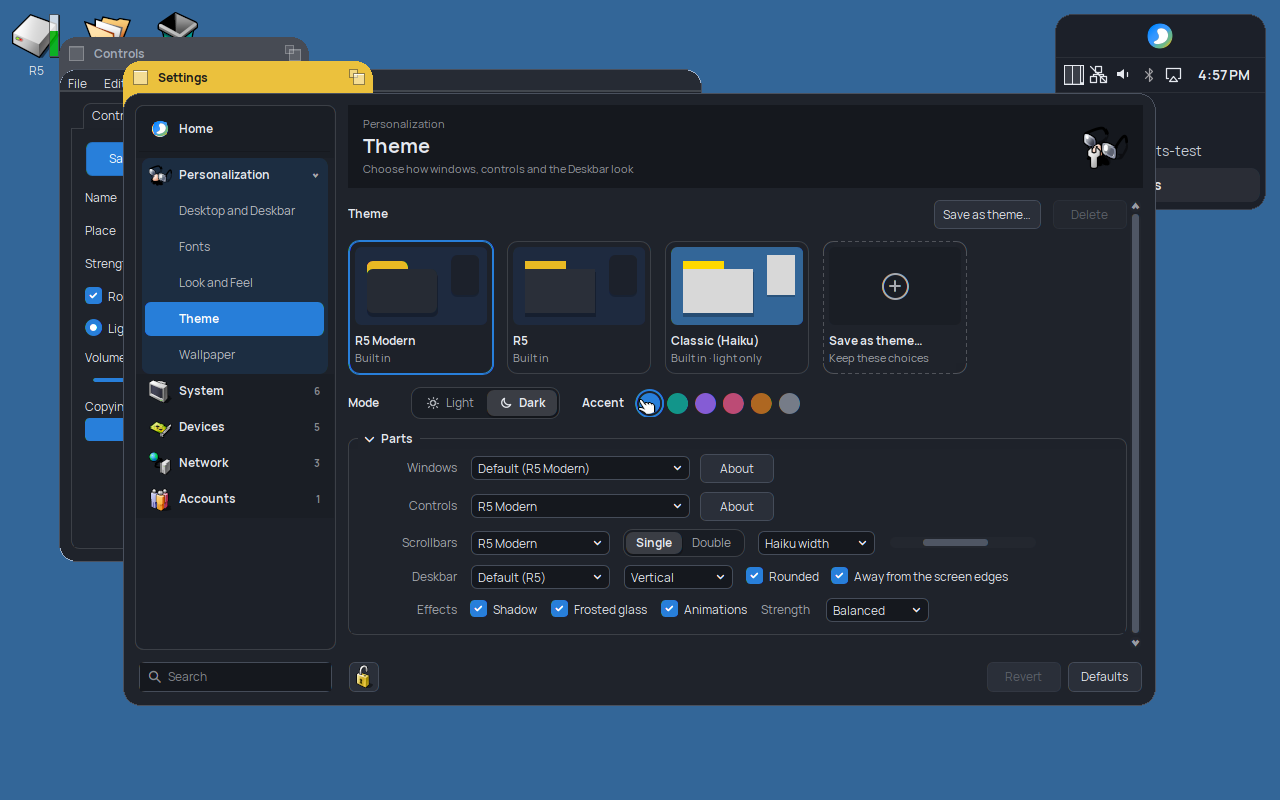 R5
Controls
File
Settings
4:57 PM
Home
Personalization
Desktop and Deskbar
Fonts
Look and Feel
Theme
Wallpaper
System 6
Devices 5
Network 3
Accounts 1
Search
Personalization
Theme
Choose how windows, controls and the Deskbar look
Theme
Save as theme…
Delete
R5 Modern
Built in
R5
Built in
Classic (Haiku)
Built in · light only
Save as theme…
Keep these choices
Mode Light Dark Accent
Parts
Windows Default (R5 Modern) About
Controls R5 Modern About
Scrollbars R5 Modern Single Double Haiku width
Deskbar Default (R5) Vertical Rounded Away from the screen edges
Effects Shadow Frosted glass Animations Strength Balanced
Revert
Defaults
Name
Place
Volume
ts-test